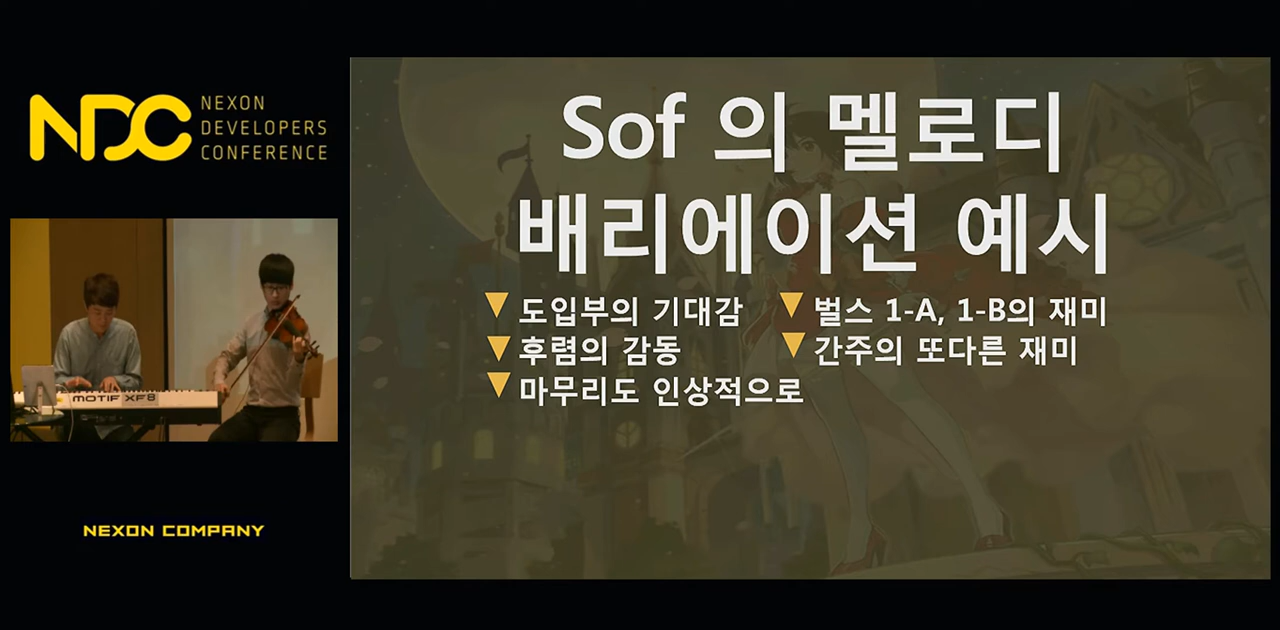 NDC
NEXON
DEVELOPERS
CONFERENCE
Sof 의 멜로디
배리에이션 예시
도입부의 기대감
벌스 1-A, 1-B의 재미
후렴의 감동
간주의 또다른 재미
마무리도 인상적으로
MOTIF XF8
NEXON COMPANY